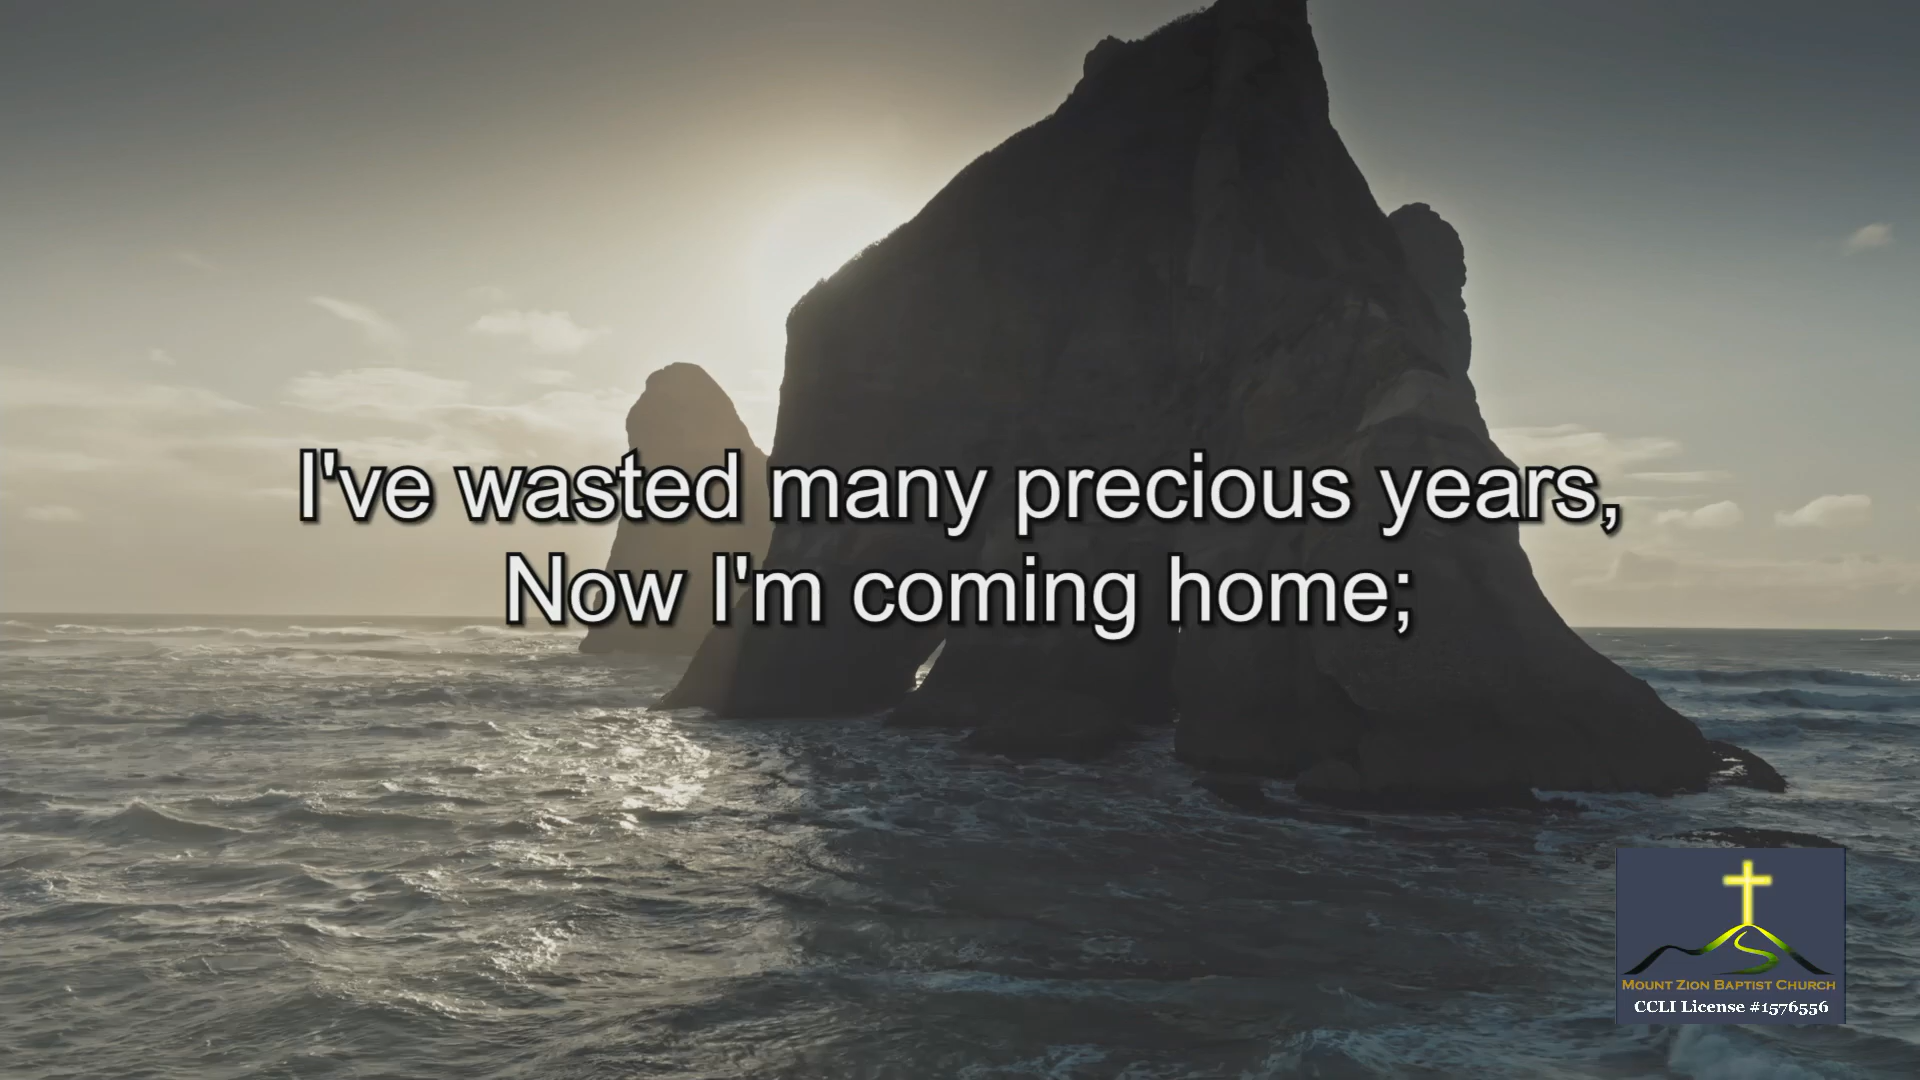 I've wasted many precious years,
Now I'm coming home;
Mount Zion Baptist Church
CCLI License #1576556